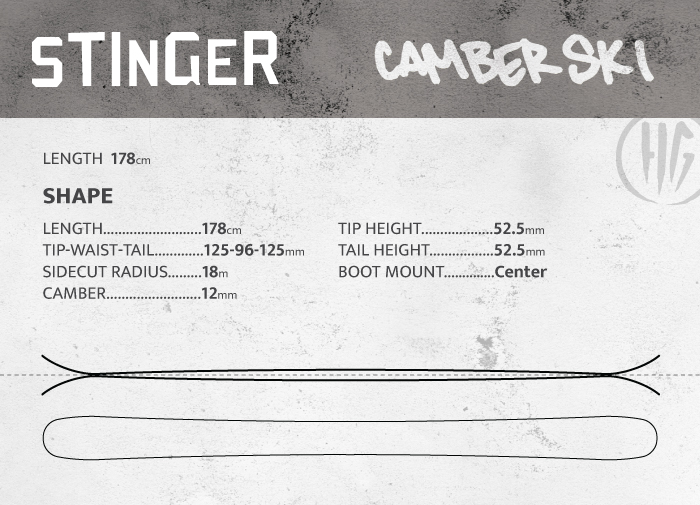 STINGER
CAMBER SKI
HG
LENGTH 178cm
SHAPE
LENGTH............................178cm
TIP-WAIST-TAIL..............125-96-125mm
SIDECUT RADIUS.........18m
CAMBER...........................12mm
TIP HEIGHT....................52.5mm
TAIL HEIGHT..................52.5mm
BOOT MOUNT..............Center